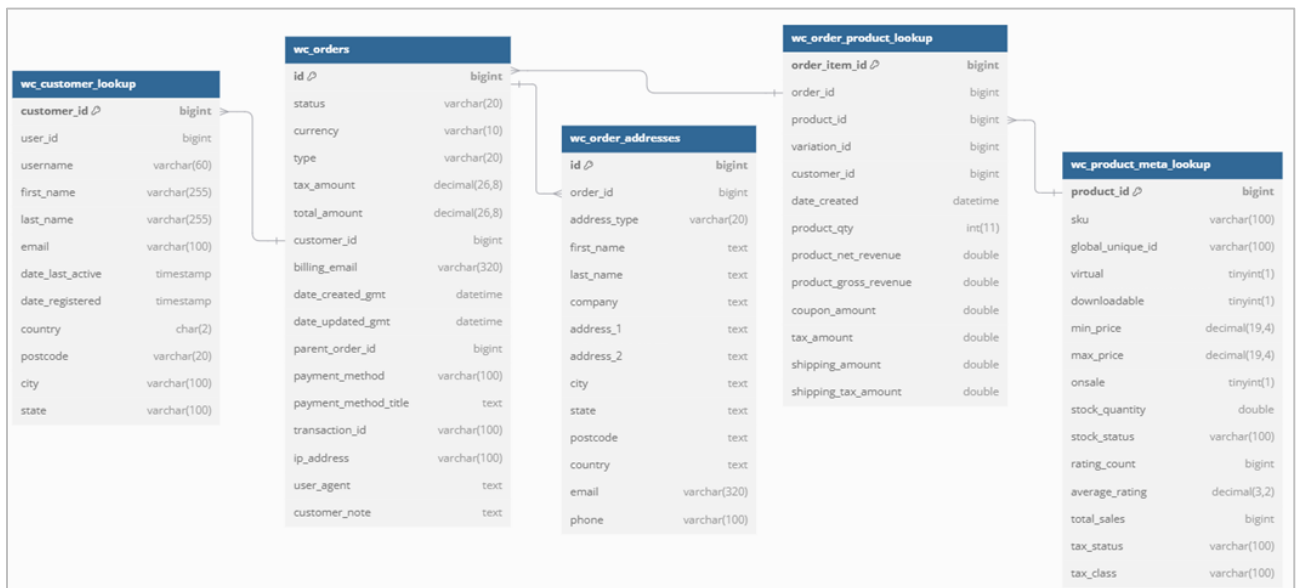 wc_customer_lookup
customer_id bigint
user_id bigint
username varchar(60)
first_name varchar(255)
last_name varchar(255)
email varchar(100)
date_last_active timestamp
date_registered timestamp
country char(2)
postcode varchar(20)
city varchar(100)
state varchar(100)
wc_orders
id bigint
status varchar(20)
currency varchar(10)
type varchar(20)
tax_amount decimal(26,8)
total_amount decimal(26,8)
customer_id bigint
billing_email varchar(320)
date_created_gmt datetime
date_updated_gmt datetime
parent_order_id bigint
payment_method varchar(100)
payment_method_title text
transaction_id varchar(100)
ip_address varchar(100)
user_agent text
customer_note text
wc_order_addresses
id bigint
order_id bigint
address_type varchar(20)
first_name text
last_name text
company text
address_1 text
address_2 text
city text
state text
postcode text
country text
email varchar(320)
phone varchar(100)
wc_order_product_lookup
order_item_id bigint
order_id bigint
product_id bigint
variation_id bigint
customer_id bigint
date_created datetime
product_qty int(11)
product_net_revenue double
product_gross_revenue double
coupon_amount double
tax_amount double
shipping_amount double
shipping_tax_amount double
wc_product_meta_lookup
product_id bigint
sku varchar(100)
global_unique_id varchar(100)
virtual tinyint(1)
downloadable tinyint(1)
min_price decimal(19,4)
max_price decimal(19,4)
onsale tinyint(1)
stock_quantity double
stock_status varchar(100)
rating_count bigint
average_rating decimal(3,2)
total_sales bigint
tax_status varchar(100)
tax_class varchar(100)